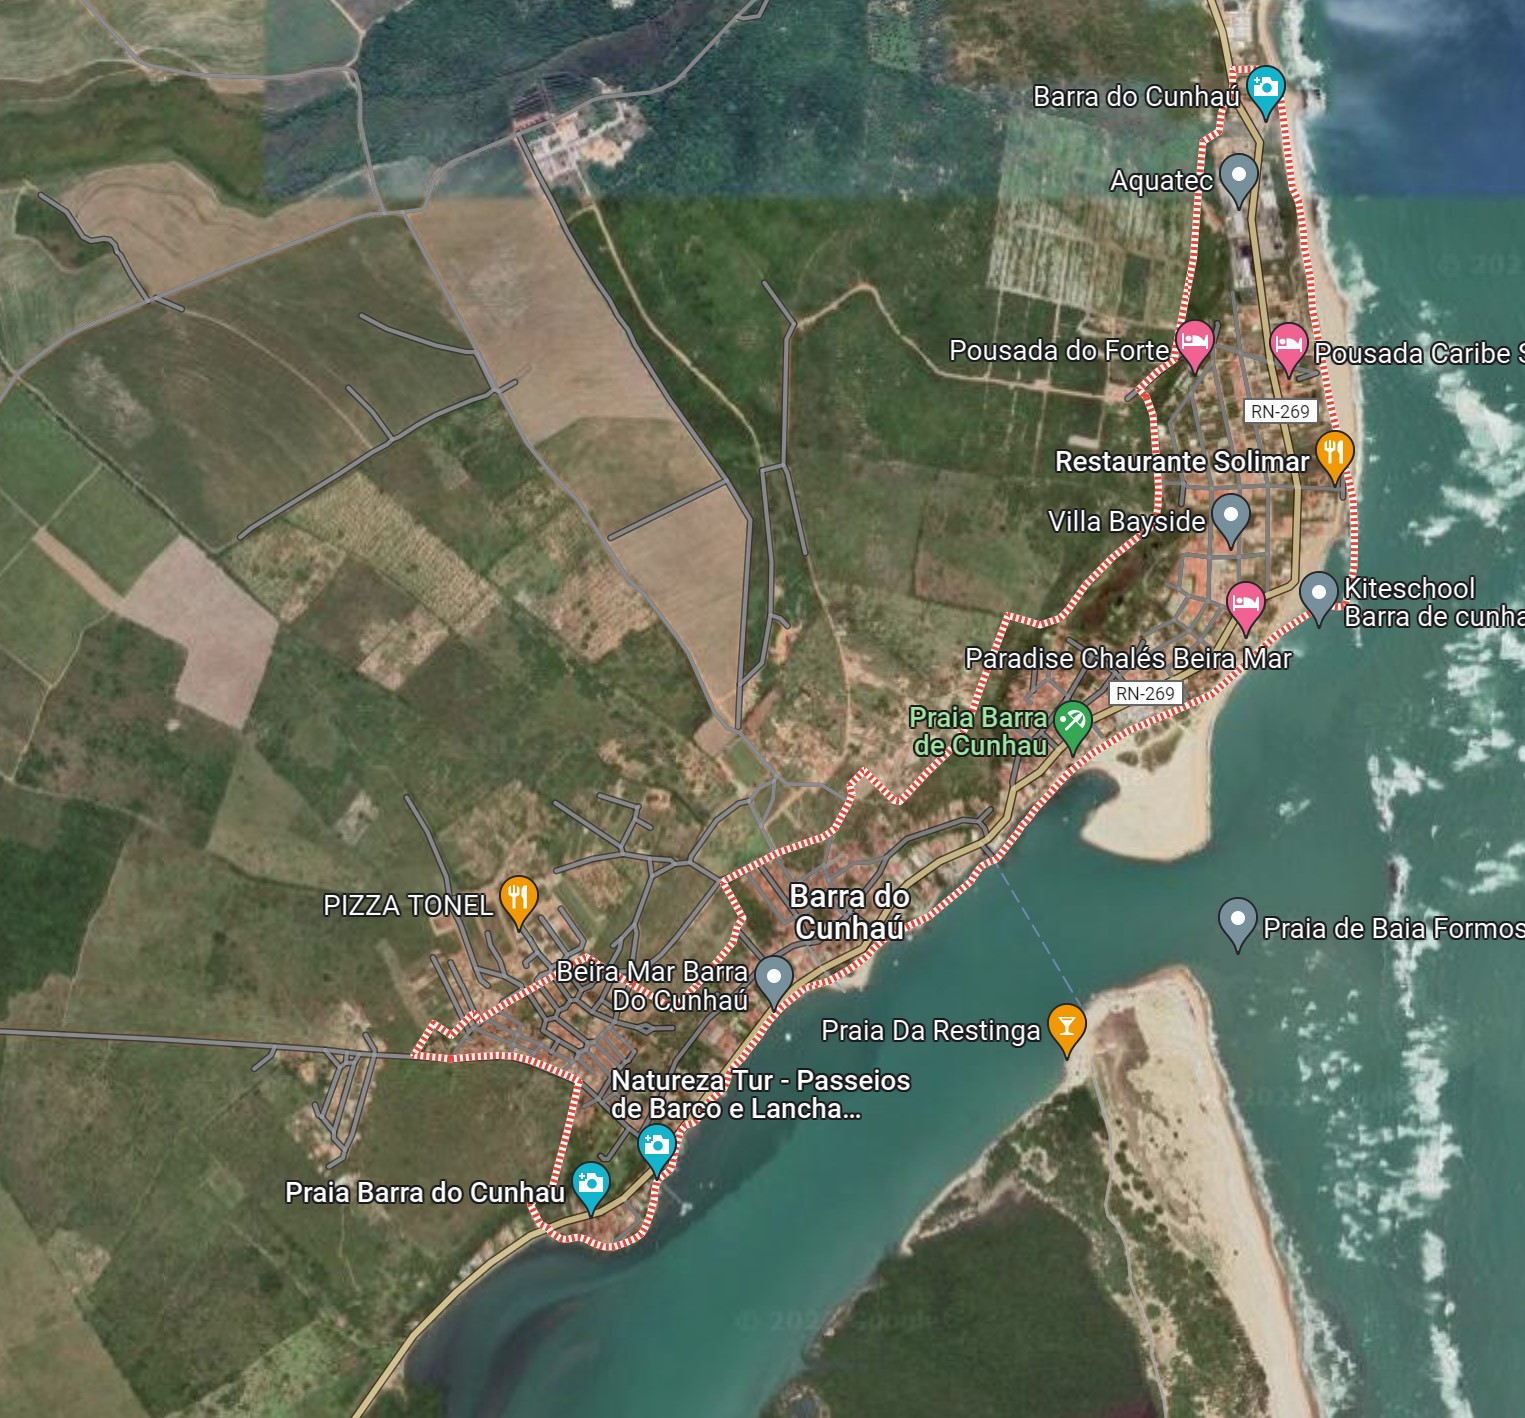 Barra do Cunhaú
Aquatec
Pousada do Forte
Pousada Caribe S
RN-269
Restaurante Solimar
Villa Bayside
Kiteschool
Barra de cunha
Paradise Chalés Beira Mar
RN-269
Praia Barra
de Cunhaú
PIZZA TONEL
Barra do
Cunhaú
Praia de Baia Formos
Beira Mar Barra
Do Cunhaú
Praia Da Restinga
Natureza Tur - Passeios
de Barco e Lancha...
Praia Barra do Cunhaú